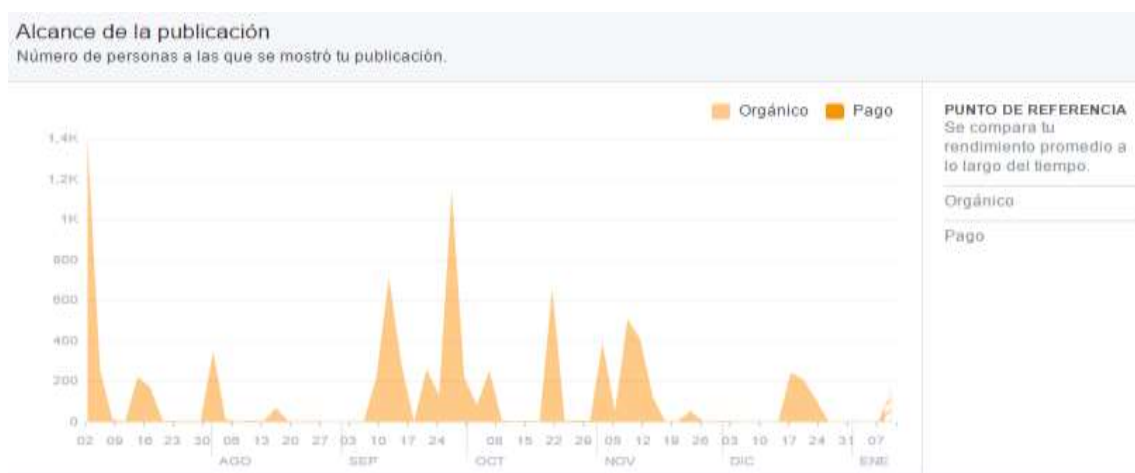 Alcance de la publicación
Número de personas a las que se mostró tu publicación.
Orgánico Pago
PUNTO DE REFERENCIA
Se compara tu
rendimiento promedio a
lo largo del tiempo.
Orgánico
Pago
1,4K
1,2K
1K
800
600
400
200
0
02 09 16 23 30 06 13 20 27 03 10 17 24 08 15 22 29 05 12 19 26 03 10 17 24 31 07
AGO SEP OCT NOV DIC ENE